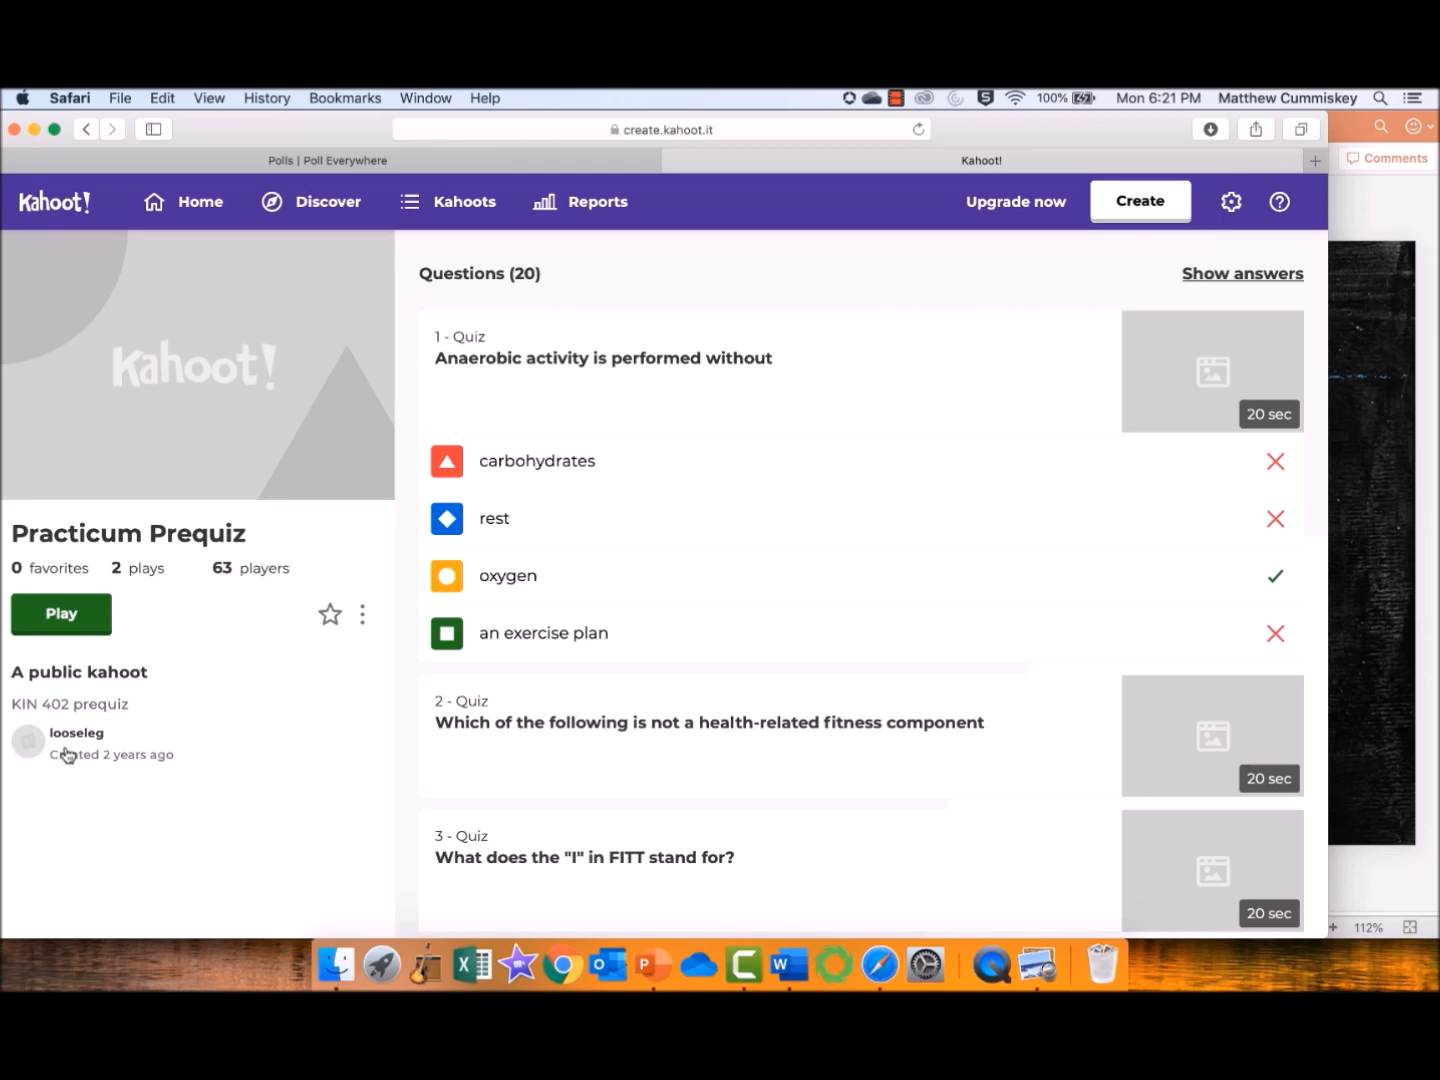 Safari File Edit View History Bookmarks Window Help 100% Mon 6:21 PM Matthew Cummiskey
create.kahoot.it
Polls | Poll Everywhere Kahoot! +
Comments
Kahoot! Home Discover Kahoots Reports Upgrade now Create
Questions (20) Show answers
1 - Quiz
Anaerobic activity is performed without
20 sec
carbohydrates
rest
oxygen
an exercise plan
Kahoot!
Practicum Prequiz
0 favorites 2 plays 63 players
Play
A public kahoot
KIN 402 prequiz
looseleg
Created 2 years ago
2 - Quiz
Which of the following is not a health-related fitness component
20 sec
3 - Quiz
What does the "I" in FITT stand for?
20 sec
112%